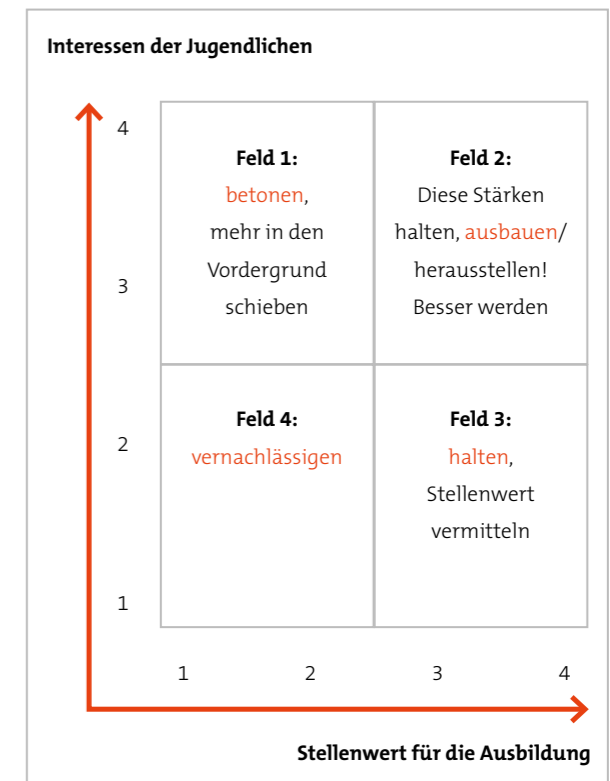 Interessen der Jugendlichen
4
3
2
1
Feld 1:
betonen,
mehr in den
Vordergrund
schieben
Feld 2:
Diese Stärken
halten, ausbauen/
herausstellen!
Besser werden
Feld 4:
vernachlässigen
Feld 3:
halten,
Stellenwert
vermitteln
1 2 3 4
Stellenwert für die Ausbildung